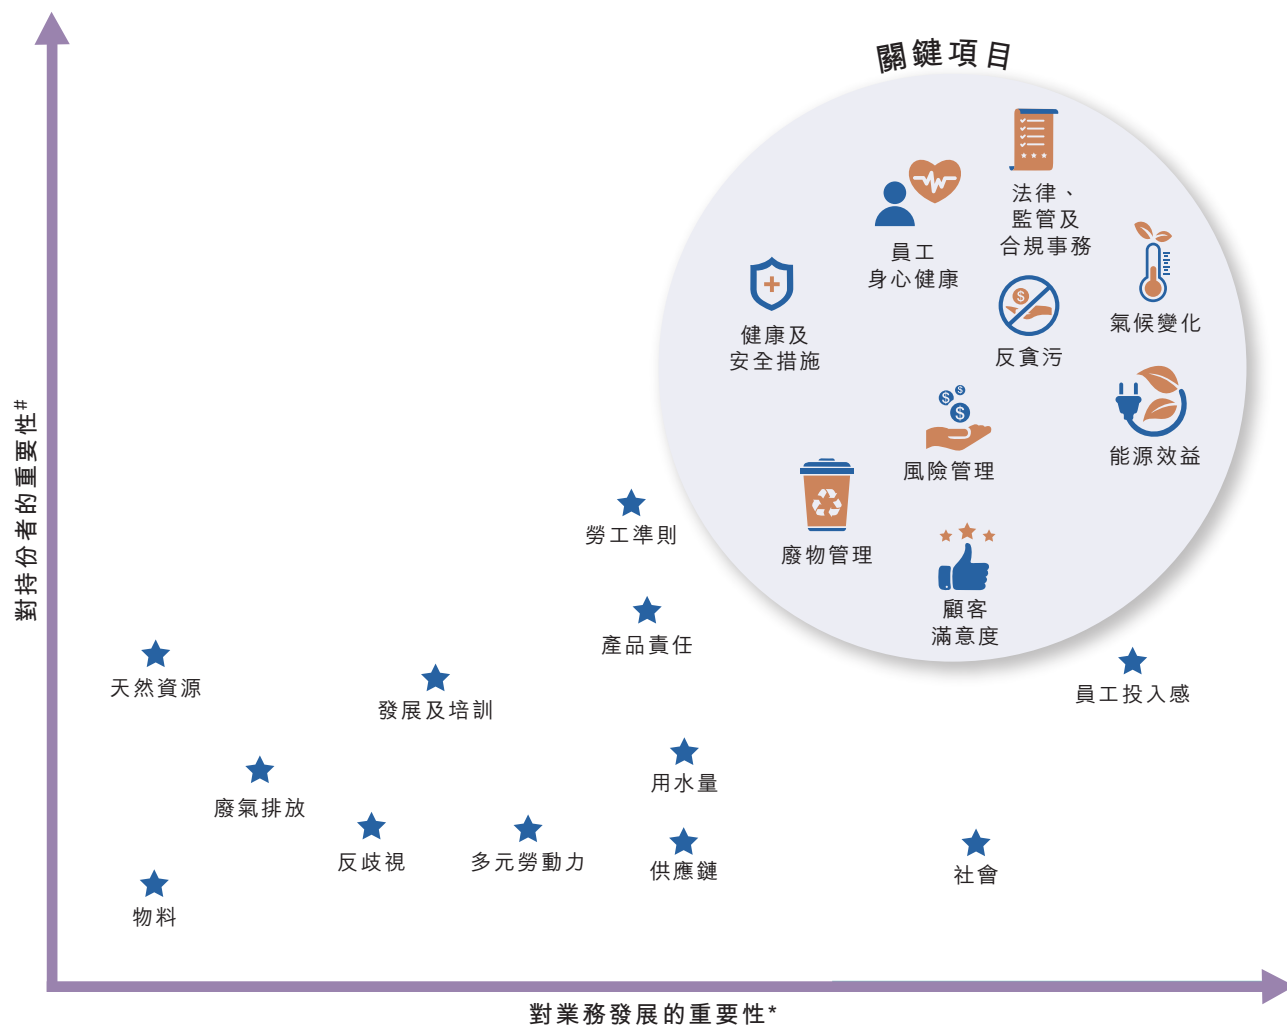 關鍵項目
法律、
監管及
合規事務
員工
身心健康
氣候變化
健康及
安全措施
反貪污
能源效益
風險管理
廢物管理
顧客
滿意度
對持份者的重要性#
勞工準則
產品責任
天然資源
發展及培訓
員工投入感
用水量
廢氣排放
反歧視
多元勞動力
供應鏈
社會
物料
對業務發展的重要性*